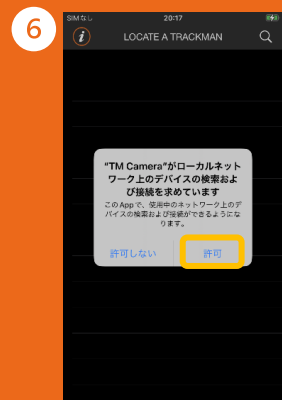 6
SIMなし 20:17
LOCATE A TRACKMAN
"TM Camera"がローカルネット
ワーク上のデバイスの検索およ
び接続を求めています
このAppで、使用中のネットワーク上のデ
バイスの検索および接続ができるようにな
ります。
許可しない 許可